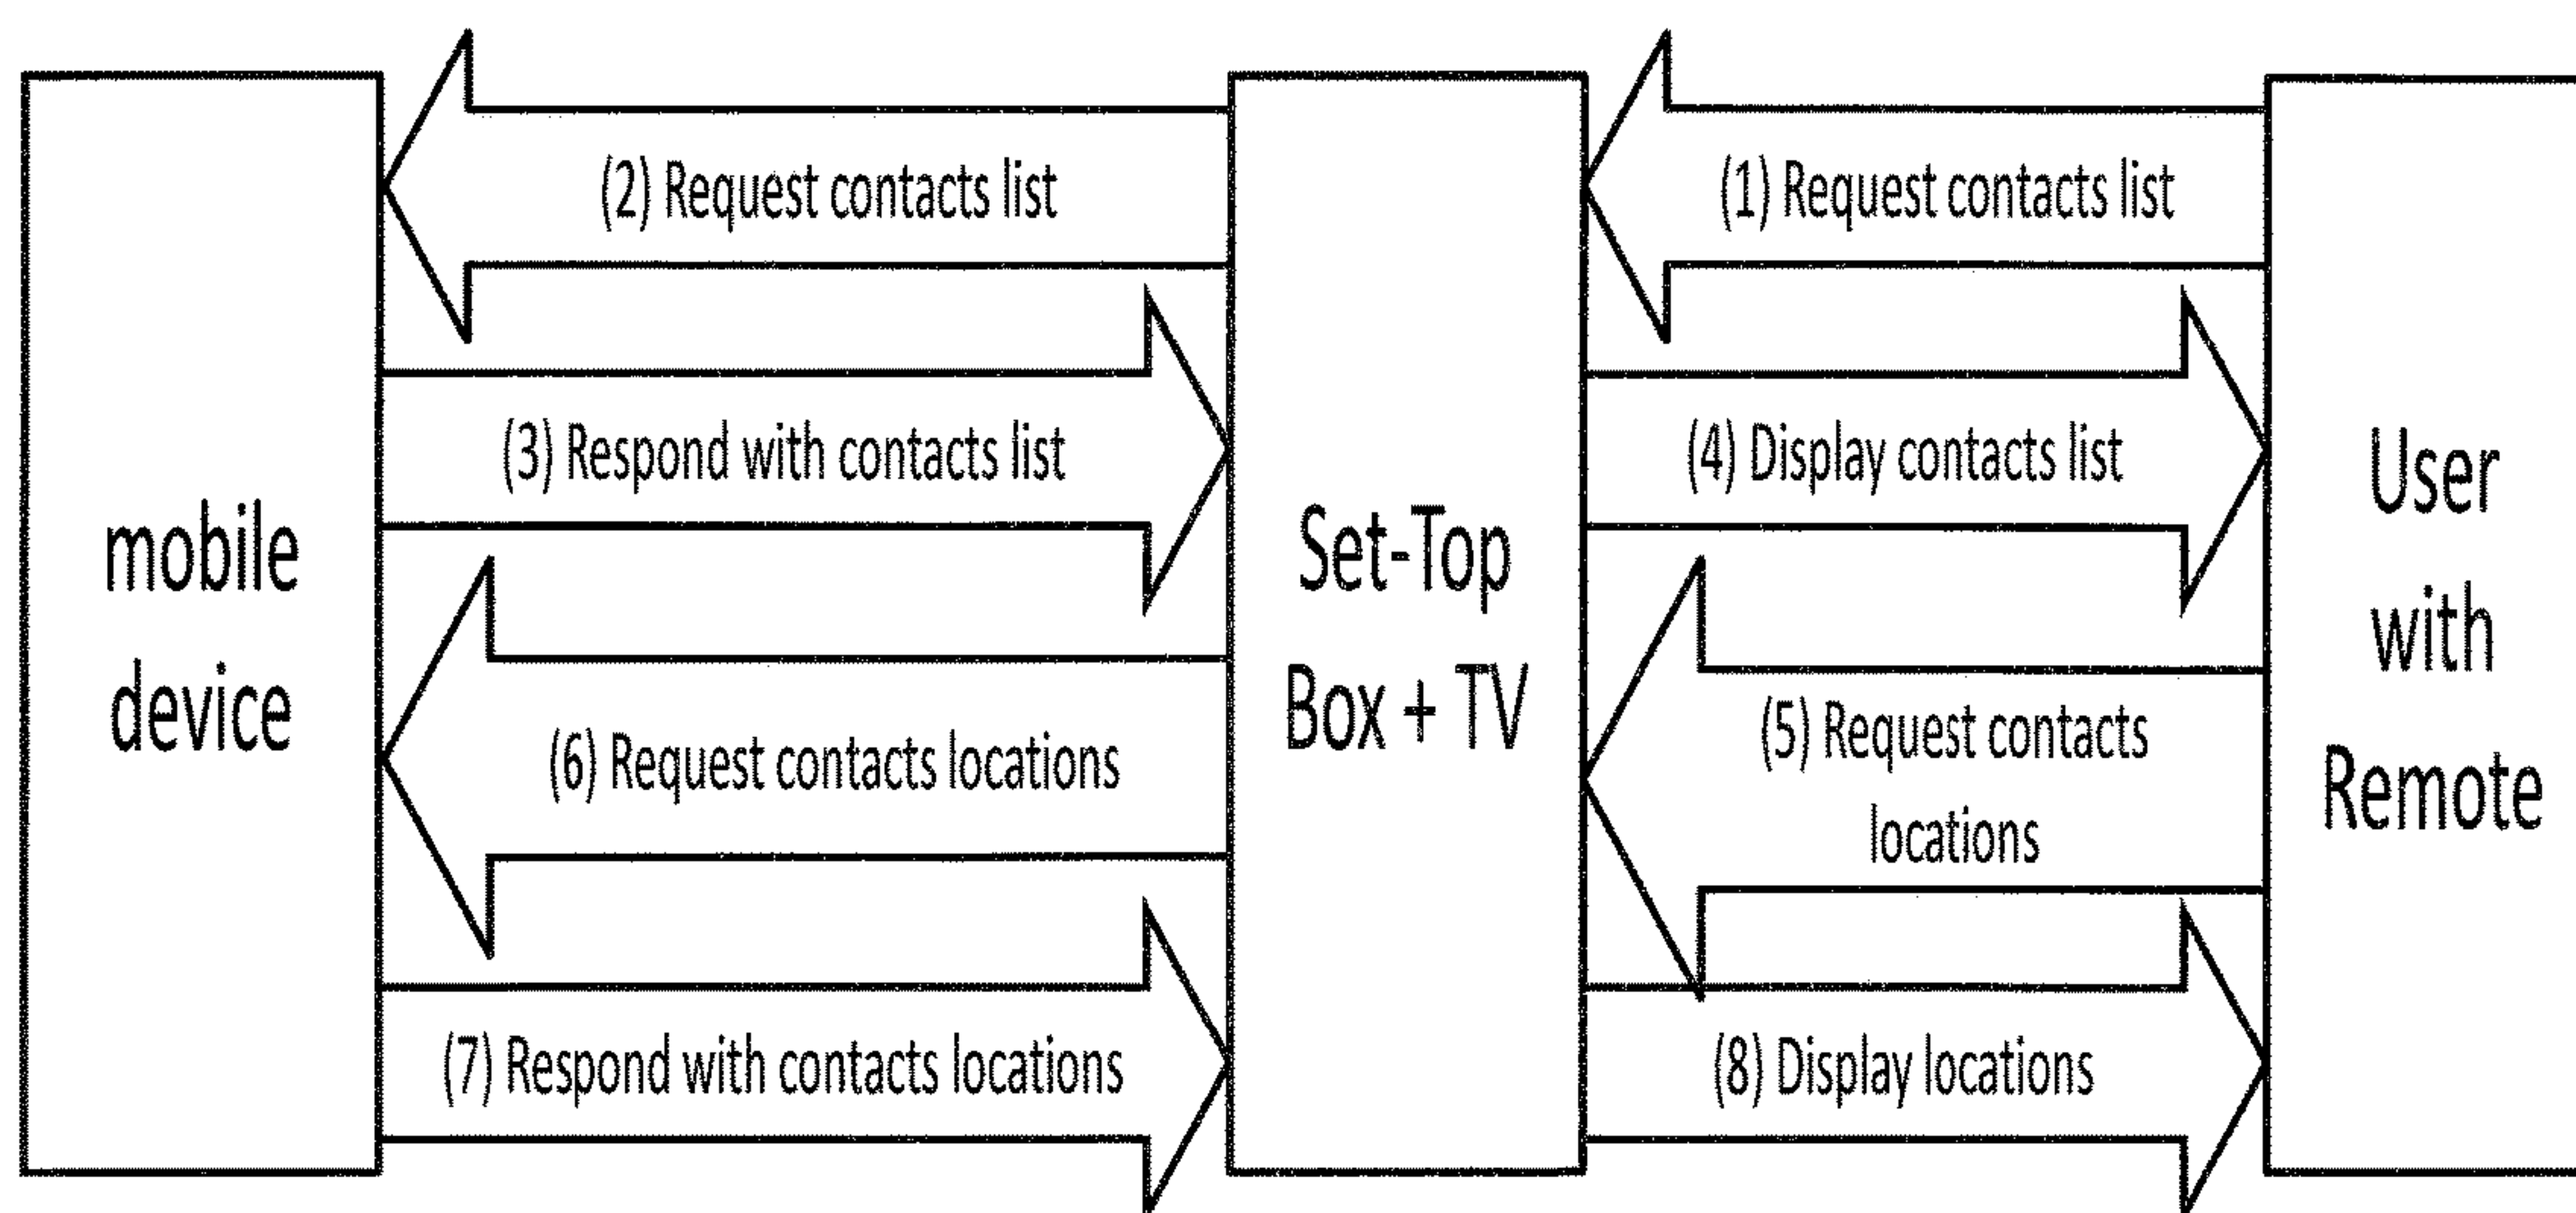 mobile
device
(2) Request contacts list
(3) Respond with contacts list
(6) Request contacts locations
(7) Respond with contacts locations
Set-Top
Box + TV
(1) Request contacts list
(4) Display contacts list
(5) Request contacts
locations
(8) Display locations
User
with
Remote